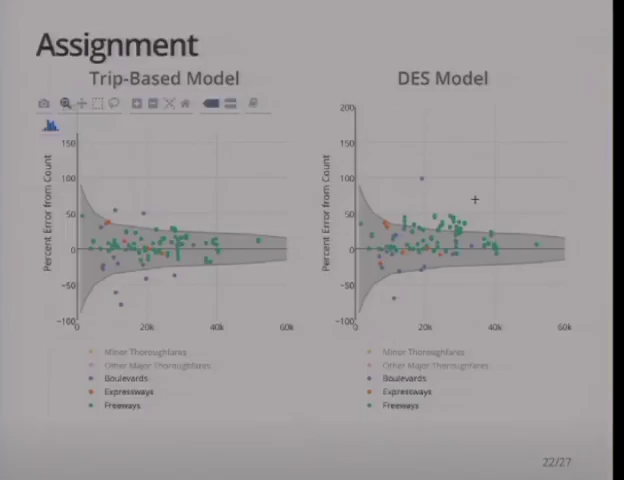 Assignment
Trip-Based Model
DES Model
200
150
150
100
100
50
50
0
0
−50
−50
−100
−100
Percent Error from Count
Percent Error from Count
0 20k 40k 60k
0 20k 40k 60k
Minor Thoroughfares
Other Major Thoroughfares
Boulevards
Expressways
Freeways
Minor Thoroughfares
Other Major Thoroughfares
Boulevards
Expressways
Freeways
22/27